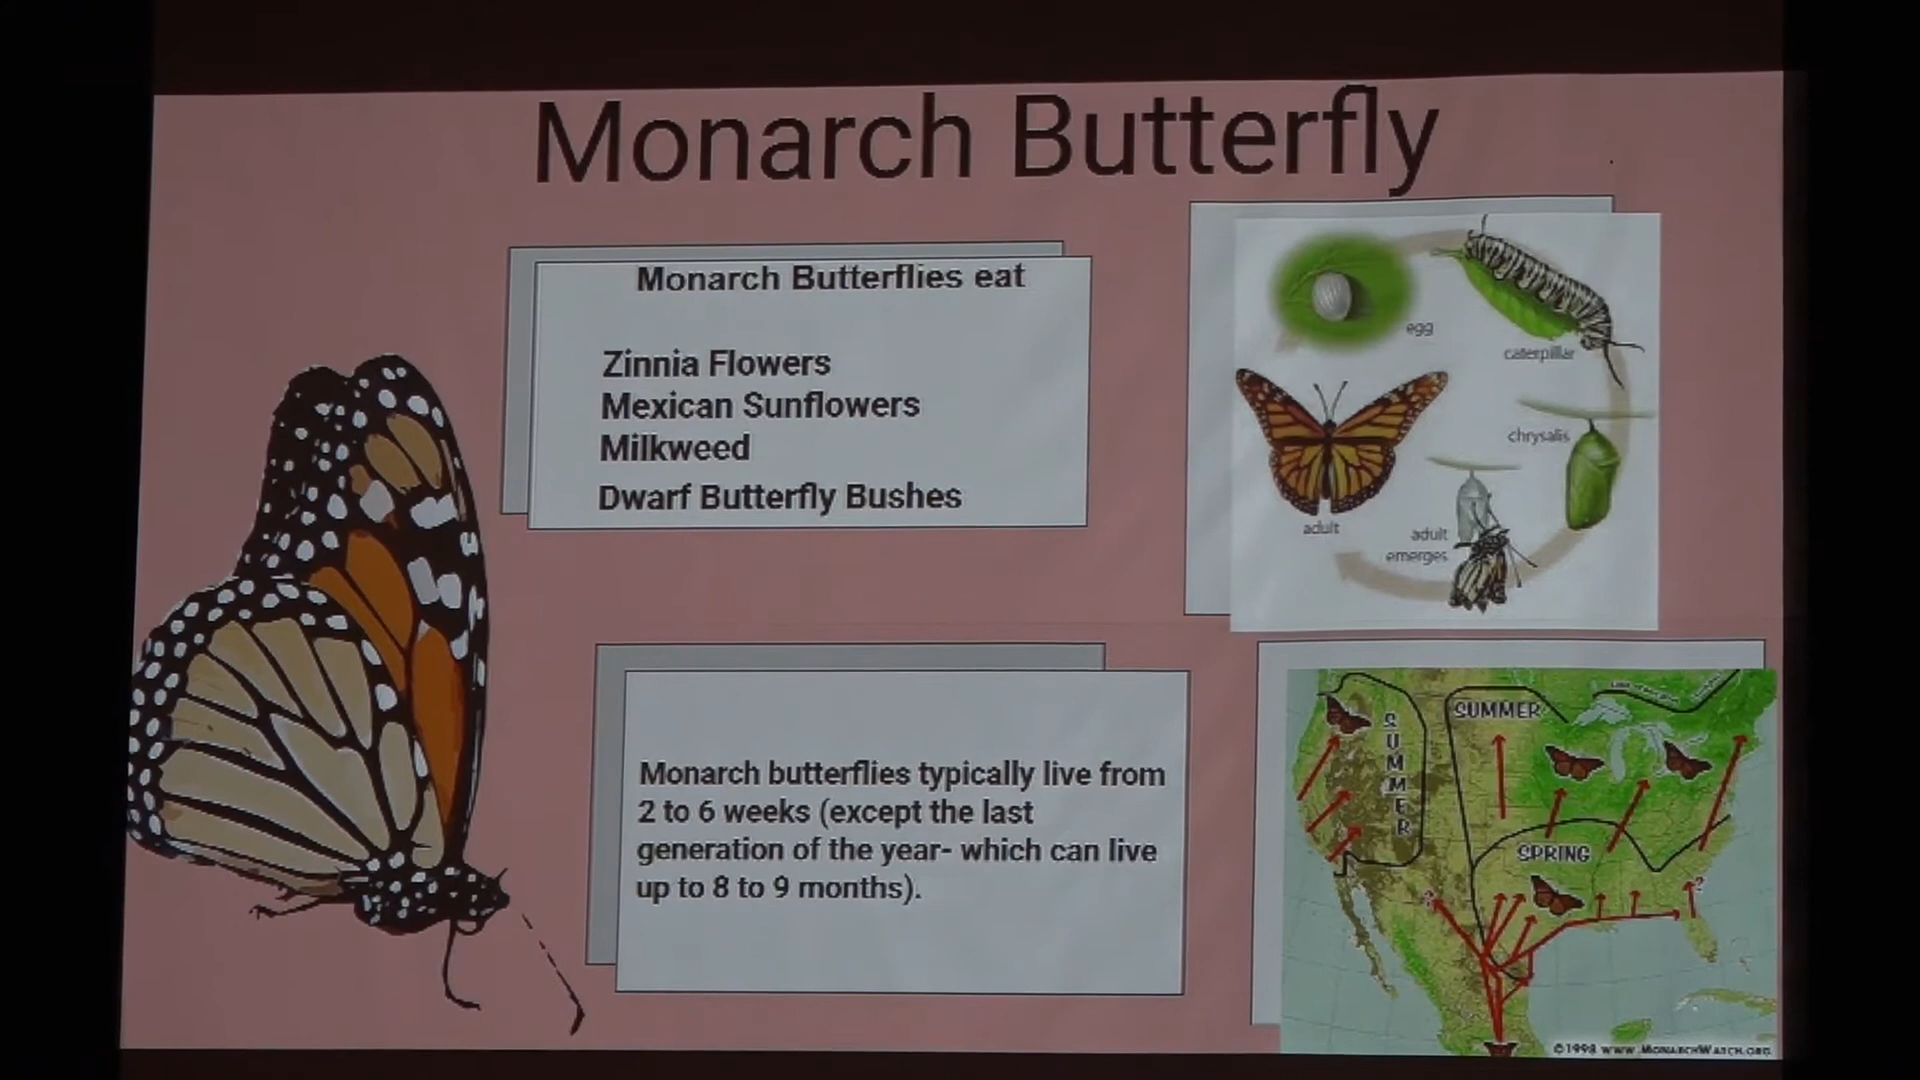 Monarch Butterfly
Monarch Butterflies eat
Zinnia Flowers
Mexican Sunflowers
Milkweed
Dwarf Butterfly Bushes
egg
caterpillar
chrysalis
adult
emerges
adult
Monarch butterflies typically live from
2 to 6 weeks (except the last
generation of the year- which can live
up to 8 to 9 months).
SUMMER
SUMMER
SPRING
?
?
©1998 WWW.MONARCHWATCH.ORG